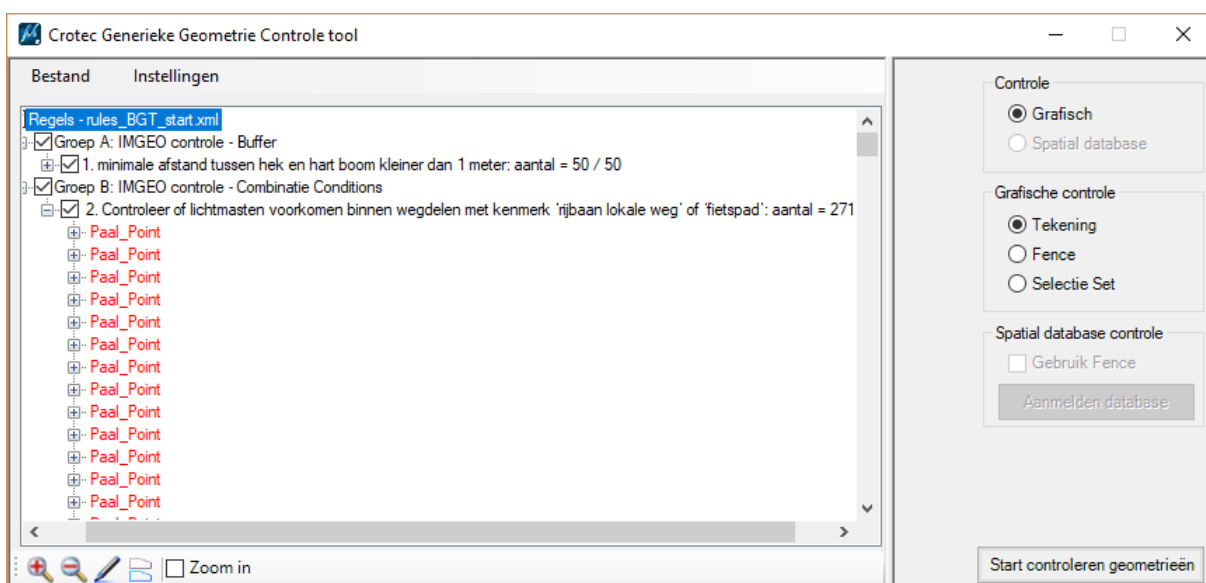 Crotec Generieke Geometrie Controle tool
Bestand Instellingen
Regels - rules_BGT_start.xml
Groep A: IMGEO controle - Buffer
1. minimale afstand tussen hek en hart boom kleiner dan 1 meter: aantal = 50 / 50
Groep B: IMGEO controle - Combinatie Conditions
2. Controleer of lichtmasten voorkomen binnen wegdelen met kenmerk 'rijbaan lokale weg' of 'fietspad': aantal = 271
Paal_Point
Paal_Point
Paal_Point
Paal_Point
Paal_Point
Paal_Point
Paal_Point
Paal_Point
Paal_Point
Paal_Point
Paal_Point
Paal_Point
Paal_Point
Zoom in
Controle
Grafisch
Spatial database
Grafische controle
Tekening
Fence
Selectie Set
Spatial database controle
Gebruik Fence
Aanmelden database
Start controleren geometrieën